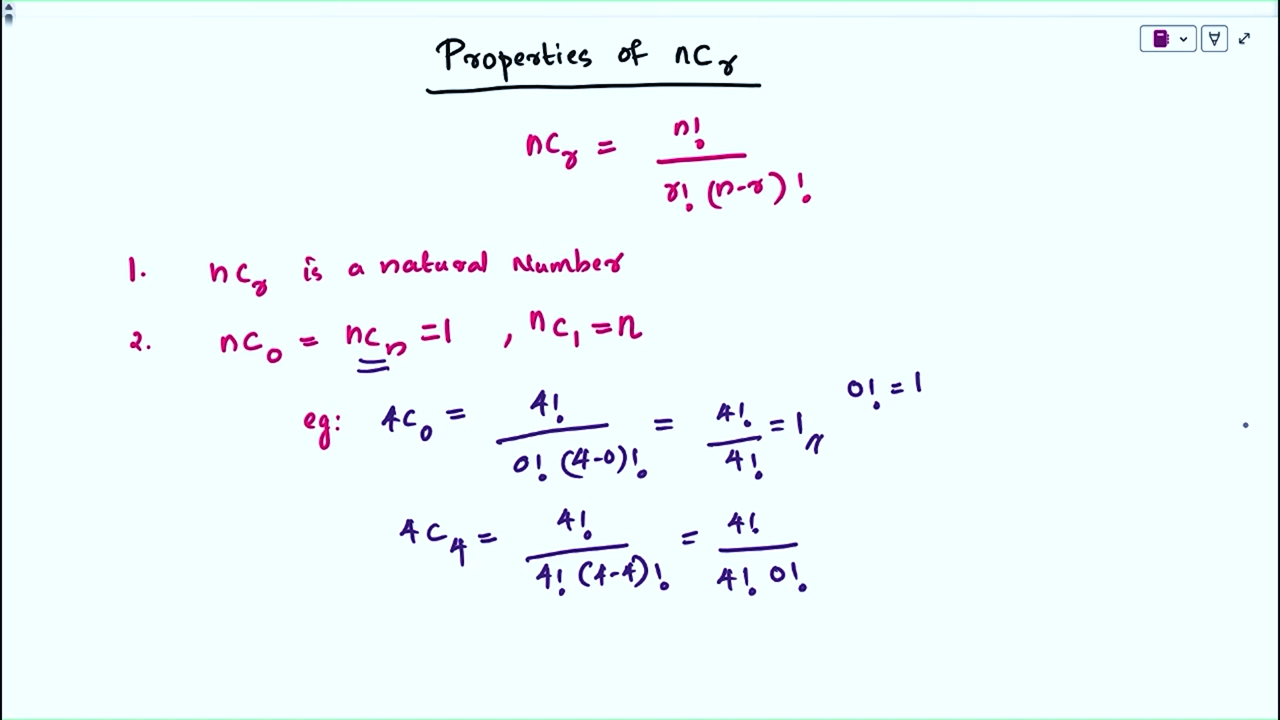 Properties of nCr
nCr = n! / r! (n-r)!
1. nCr is a natural Number
2. nC0 = nCn = 1 , nC1 = n
0! = 1
eg: 4C0 = 4! / 0! (4-0)! = 4! / 4! = 1
4C4 = 4! / 4! (4-4)! = 4! / 4! 0!